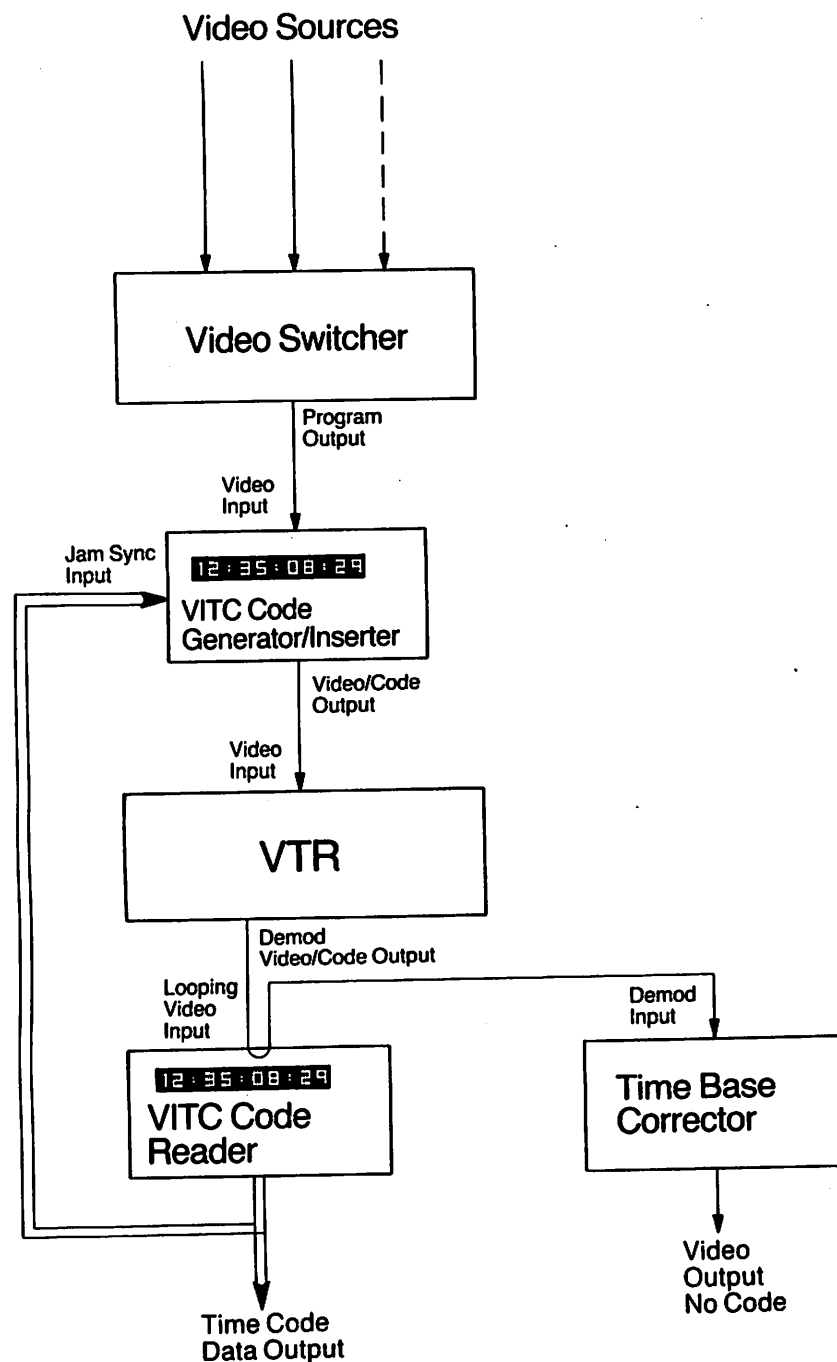 Video Sources
Video Switcher
Program
Output
Video
Input
Jam Sync
Input
12:35:08:29
VITC Code
Generator/Inserter
Video/Code
Output
Video
Input
VTR
Demod
Video/Code Output
Looping
Video
Input
Demod
Input
12:35:08:29
VITC Code
Reader
Time Base
Corrector
Video
Output
No Code
Time Code
Data Output